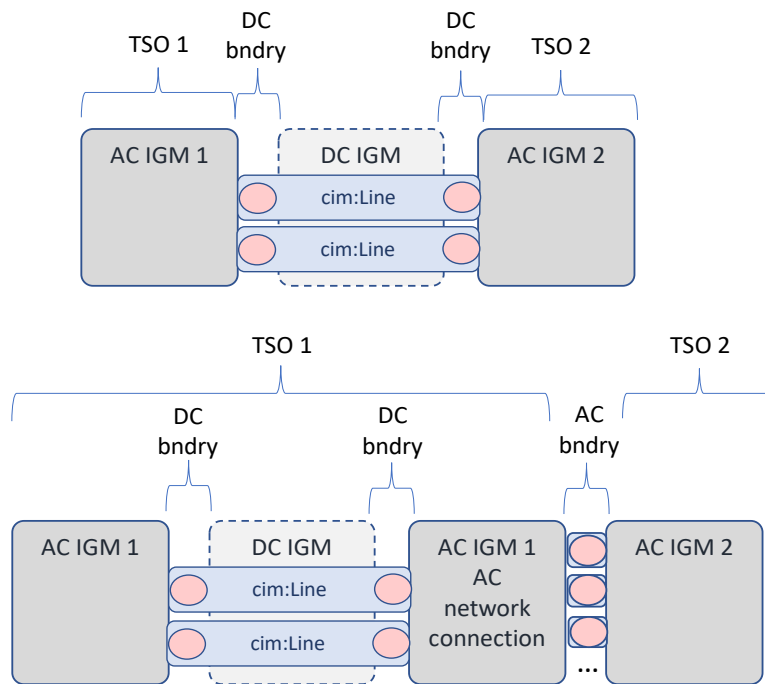 TSO 1
DC
bndry
DC
bndry
TSO 2
AC IGM 1
DC IGM
AC IGM 2
cim:Line
cim:Line
TSO 1
TSO 2
DC
bndry
DC
bndry
AC
bndry
AC IGM 1
DC IGM
AC IGM 1
AC
network
connection
AC IGM 2
cim:Line
cim:Line
...